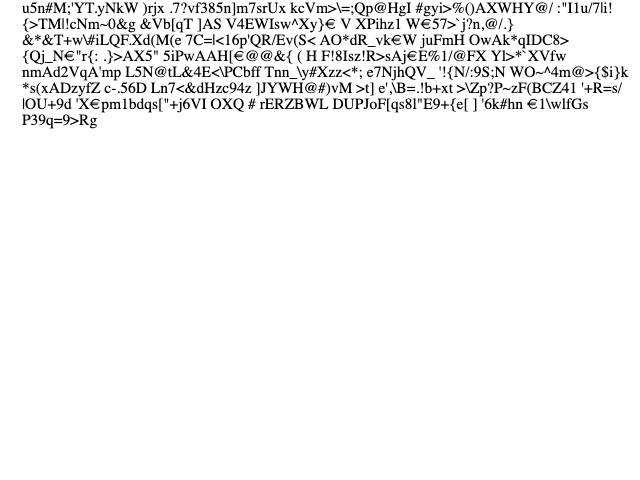 u5n#M;'YT.yNkW )rjx .7?vf385n]m7srUx kcVm>\=;Qp@HgI #gyi>%()AXWHY@/ :"I1u/7li!
{>TMl!cNm~0&g &Vb[qT ]AS V4EWIsw^Xy}€ V XPihz1 W€57>`j?n,@/.}
&*&T+w\#iLQF.Xd(M(e 7C=|<16p'QR/Ev(S< AO*dR_vk€W juFmH OwAk*qIDC8>
{Qj_N€"r{: .}>AX5" 5iPwAAH[€@@&{ ( H F!8Isz!R>sAj€E%1/@FX Yl>*`XVfw
nmAd2VqA'mp L5N@tL&4E<\PCbff Tnn_\y#Xzz<*; e7NjhQV_ '!{N/:9S;N WO~^4m@>{$i}k
*s(xADzyfZ c-.56D Ln7<&dHzc94z ]JYWH@#)vM >t] e',\B=.!b+xt >\Zp?P~zF(BCZ41 '+R=s/
|OU+9d 'X€pm1bdqs["+j6VI OXQ # rERZBWL DUPJoF[qs8l"E9+{e[ ] '6k#hn €1\wlfGs
P39q=9>Rg